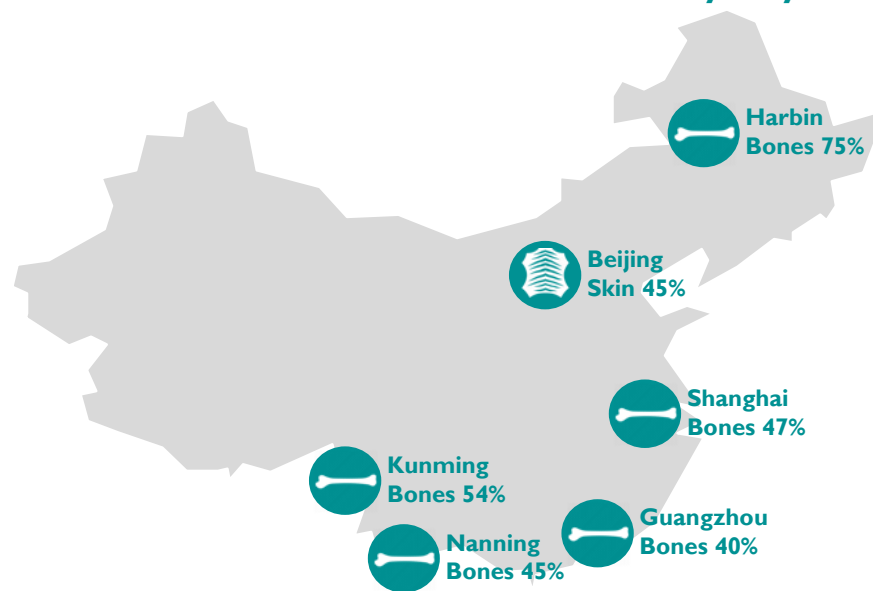 Harbin
Bones 75%
Beijing
Skin 45%
Shanghai
Bones 47%
Kunming
Bones 54%
Guangzhou
Bones 40%
Nanning
Bones 45%